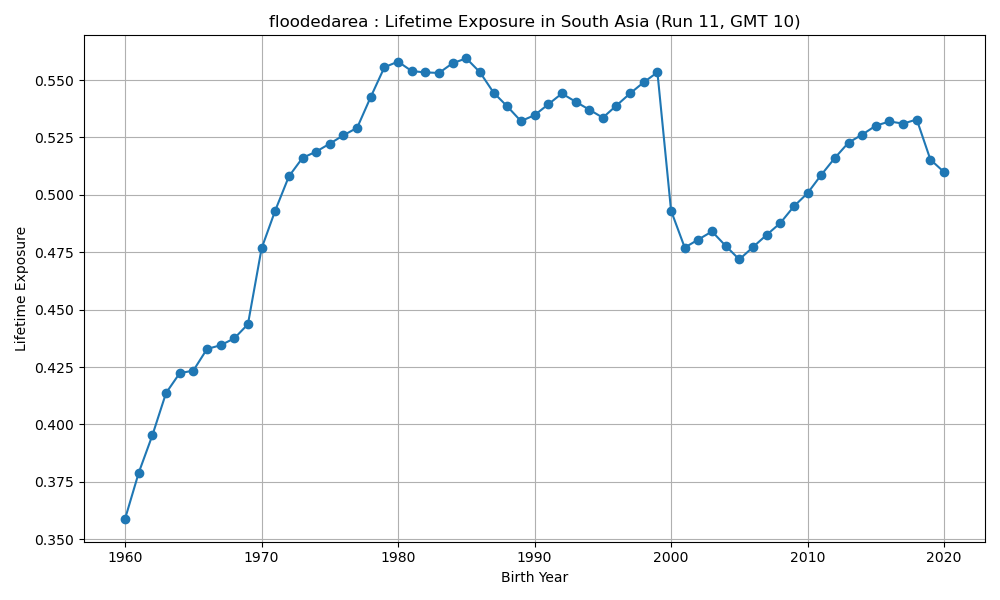 floodedarea : Lifetime Exposure in South Asia (Run 11, GMT 10)
0.550
0.525
0.500
0.475
0.450
0.425
0.400
0.375
0.350
Lifetime Exposure
1960 1970 1980 1990 2000 2010 2020
Birth Year